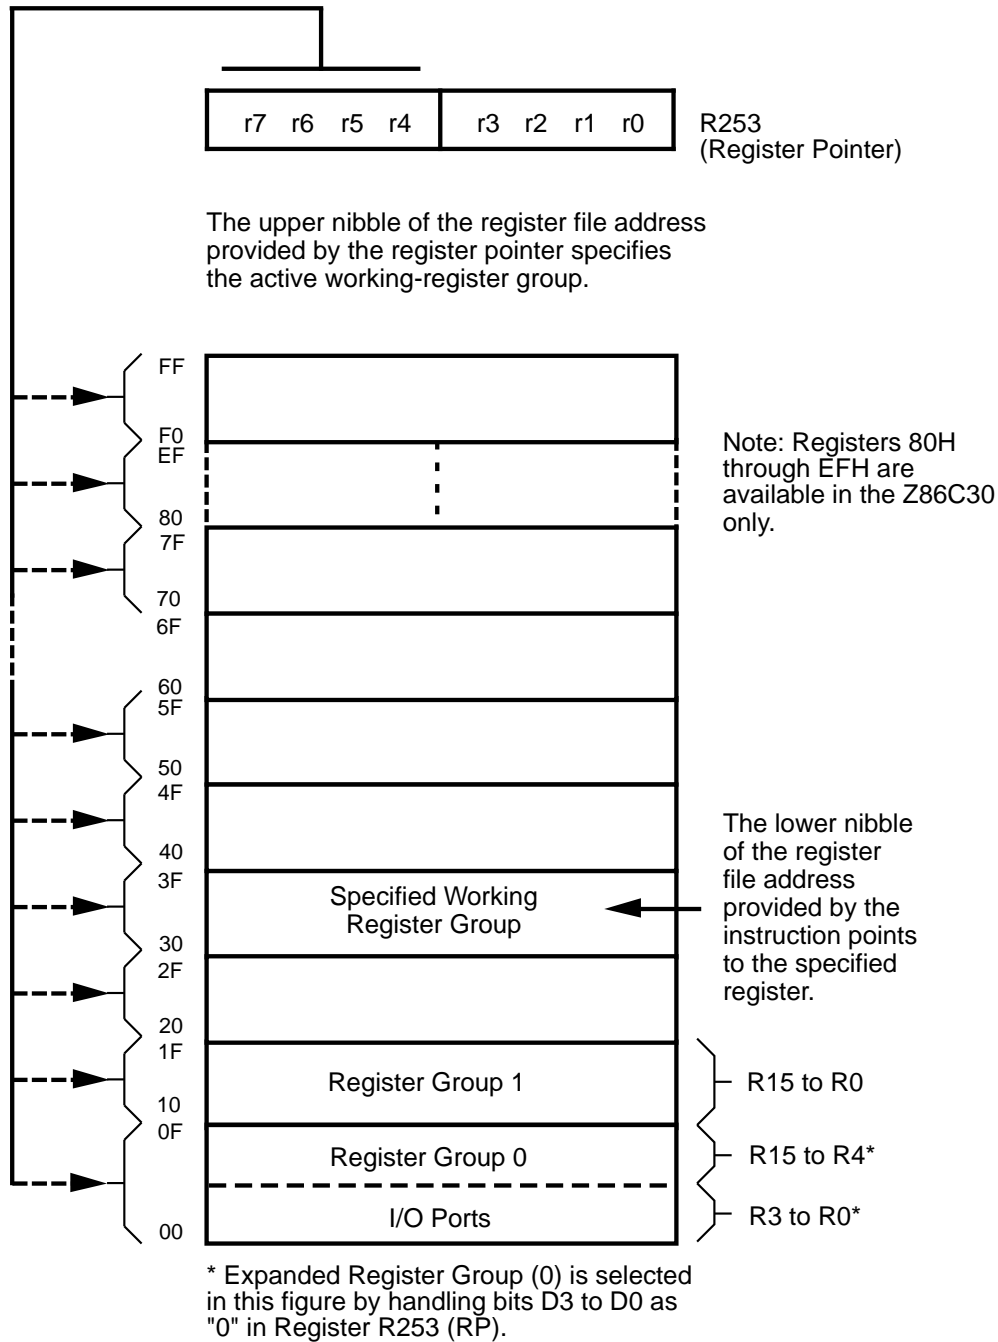 r7 r6 r5 r4 r3 r2 r1 r0
R253
(Register Pointer)
The upper nibble of the register file address
provided by the register pointer specifies
the active working-register group.
FF
F0
EF
80
7F
70
6F
60
5F
50
4F
40
3F
30
2F
20
1F
10
0F
00
Note: Registers 80H
through EFH are
available in the Z86C30
only.
Specified Working
Register Group
The lower nibble
of the register
file address
provided by the
instruction points
to the specified
register.
Register Group 1
R15 to R0
Register Group 0
R15 to R4*
I/O Ports
R3 to R0*
* Expanded Register Group (0) is selected
in this figure by handling bits D3 to D0 as
"0" in Register R253 (RP).